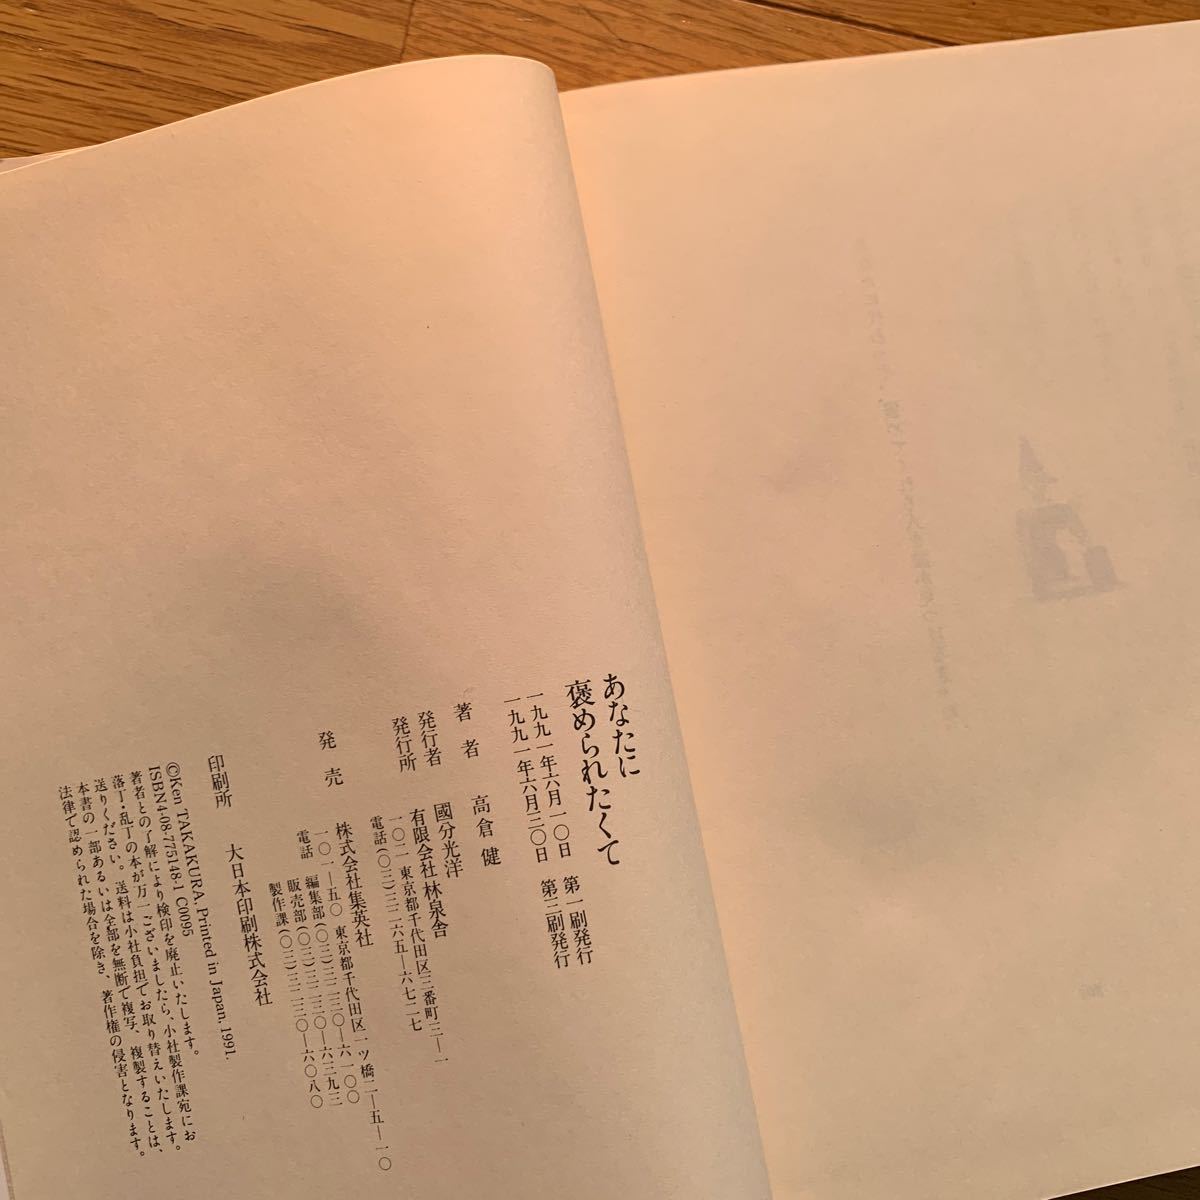 あなたに
褒められたくて
一九九一年六月一〇日　第一刷発行
一九九一年六月三〇日　第三刷発行
著者　高倉　健
発行者　國分光洋
発行所　有限会社 林泉舎
一〇二 東京都千代田区三番町三—一
電話(〇三)三二六五—六七二七
発売　株式会社集英社
一〇一—五〇 東京都千代田区一ツ橋二—五—一〇
電話　編集部(〇三)三二三〇—六一〇〇
販売部(〇三)三二三〇—六三九三
製作課(〇三)三二三〇—六〇八〇
印刷所　大日本印刷株式会社
©Ken TAKAKURA, Printed in Japan, 1991.
ISBN4-08-775148-1 C0095
著者との了解により検印を廃止いたします。
落丁・乱丁の本が万一ございましたら、小社製作課宛にお
送りください。送料は小社負担でお取り替えいたします。
本書の一部あるいは全部を無断で複写、複製することは、
法律で認められた場合を除き、著作権の侵害となります。